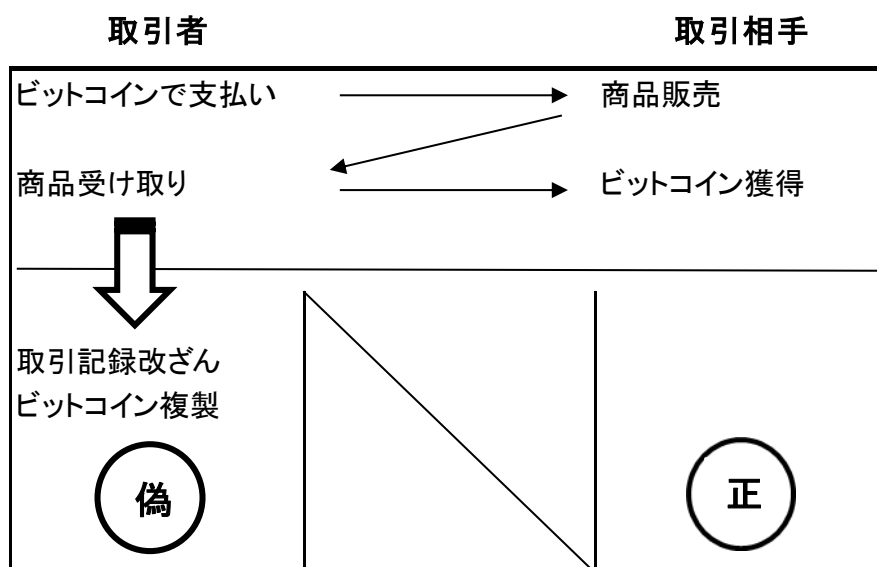 取引者 取引相手
ビットコインで支払い 商品販売
商品受け取り ビットコイン獲得
取引記録改ざん
ビットコイン複製
偽 正